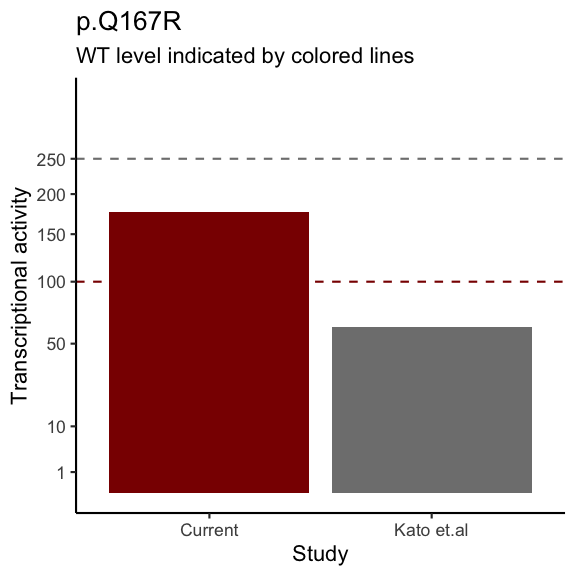 p.Q167R
WT level indicated by colored lines
Transcriptional activity
250
200
150
100
50
10
1
Current
Kato et.al
Study